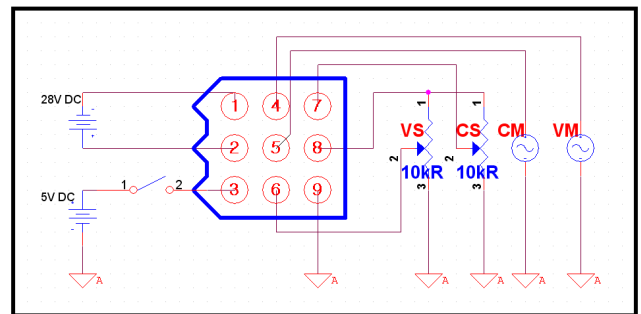 28V DC
5V DC
1 2
1 4 7
2 5 8
3 6 9
1 1
VS CS CM VM
2 2
10kR 10kR
3 3
A A A A A A